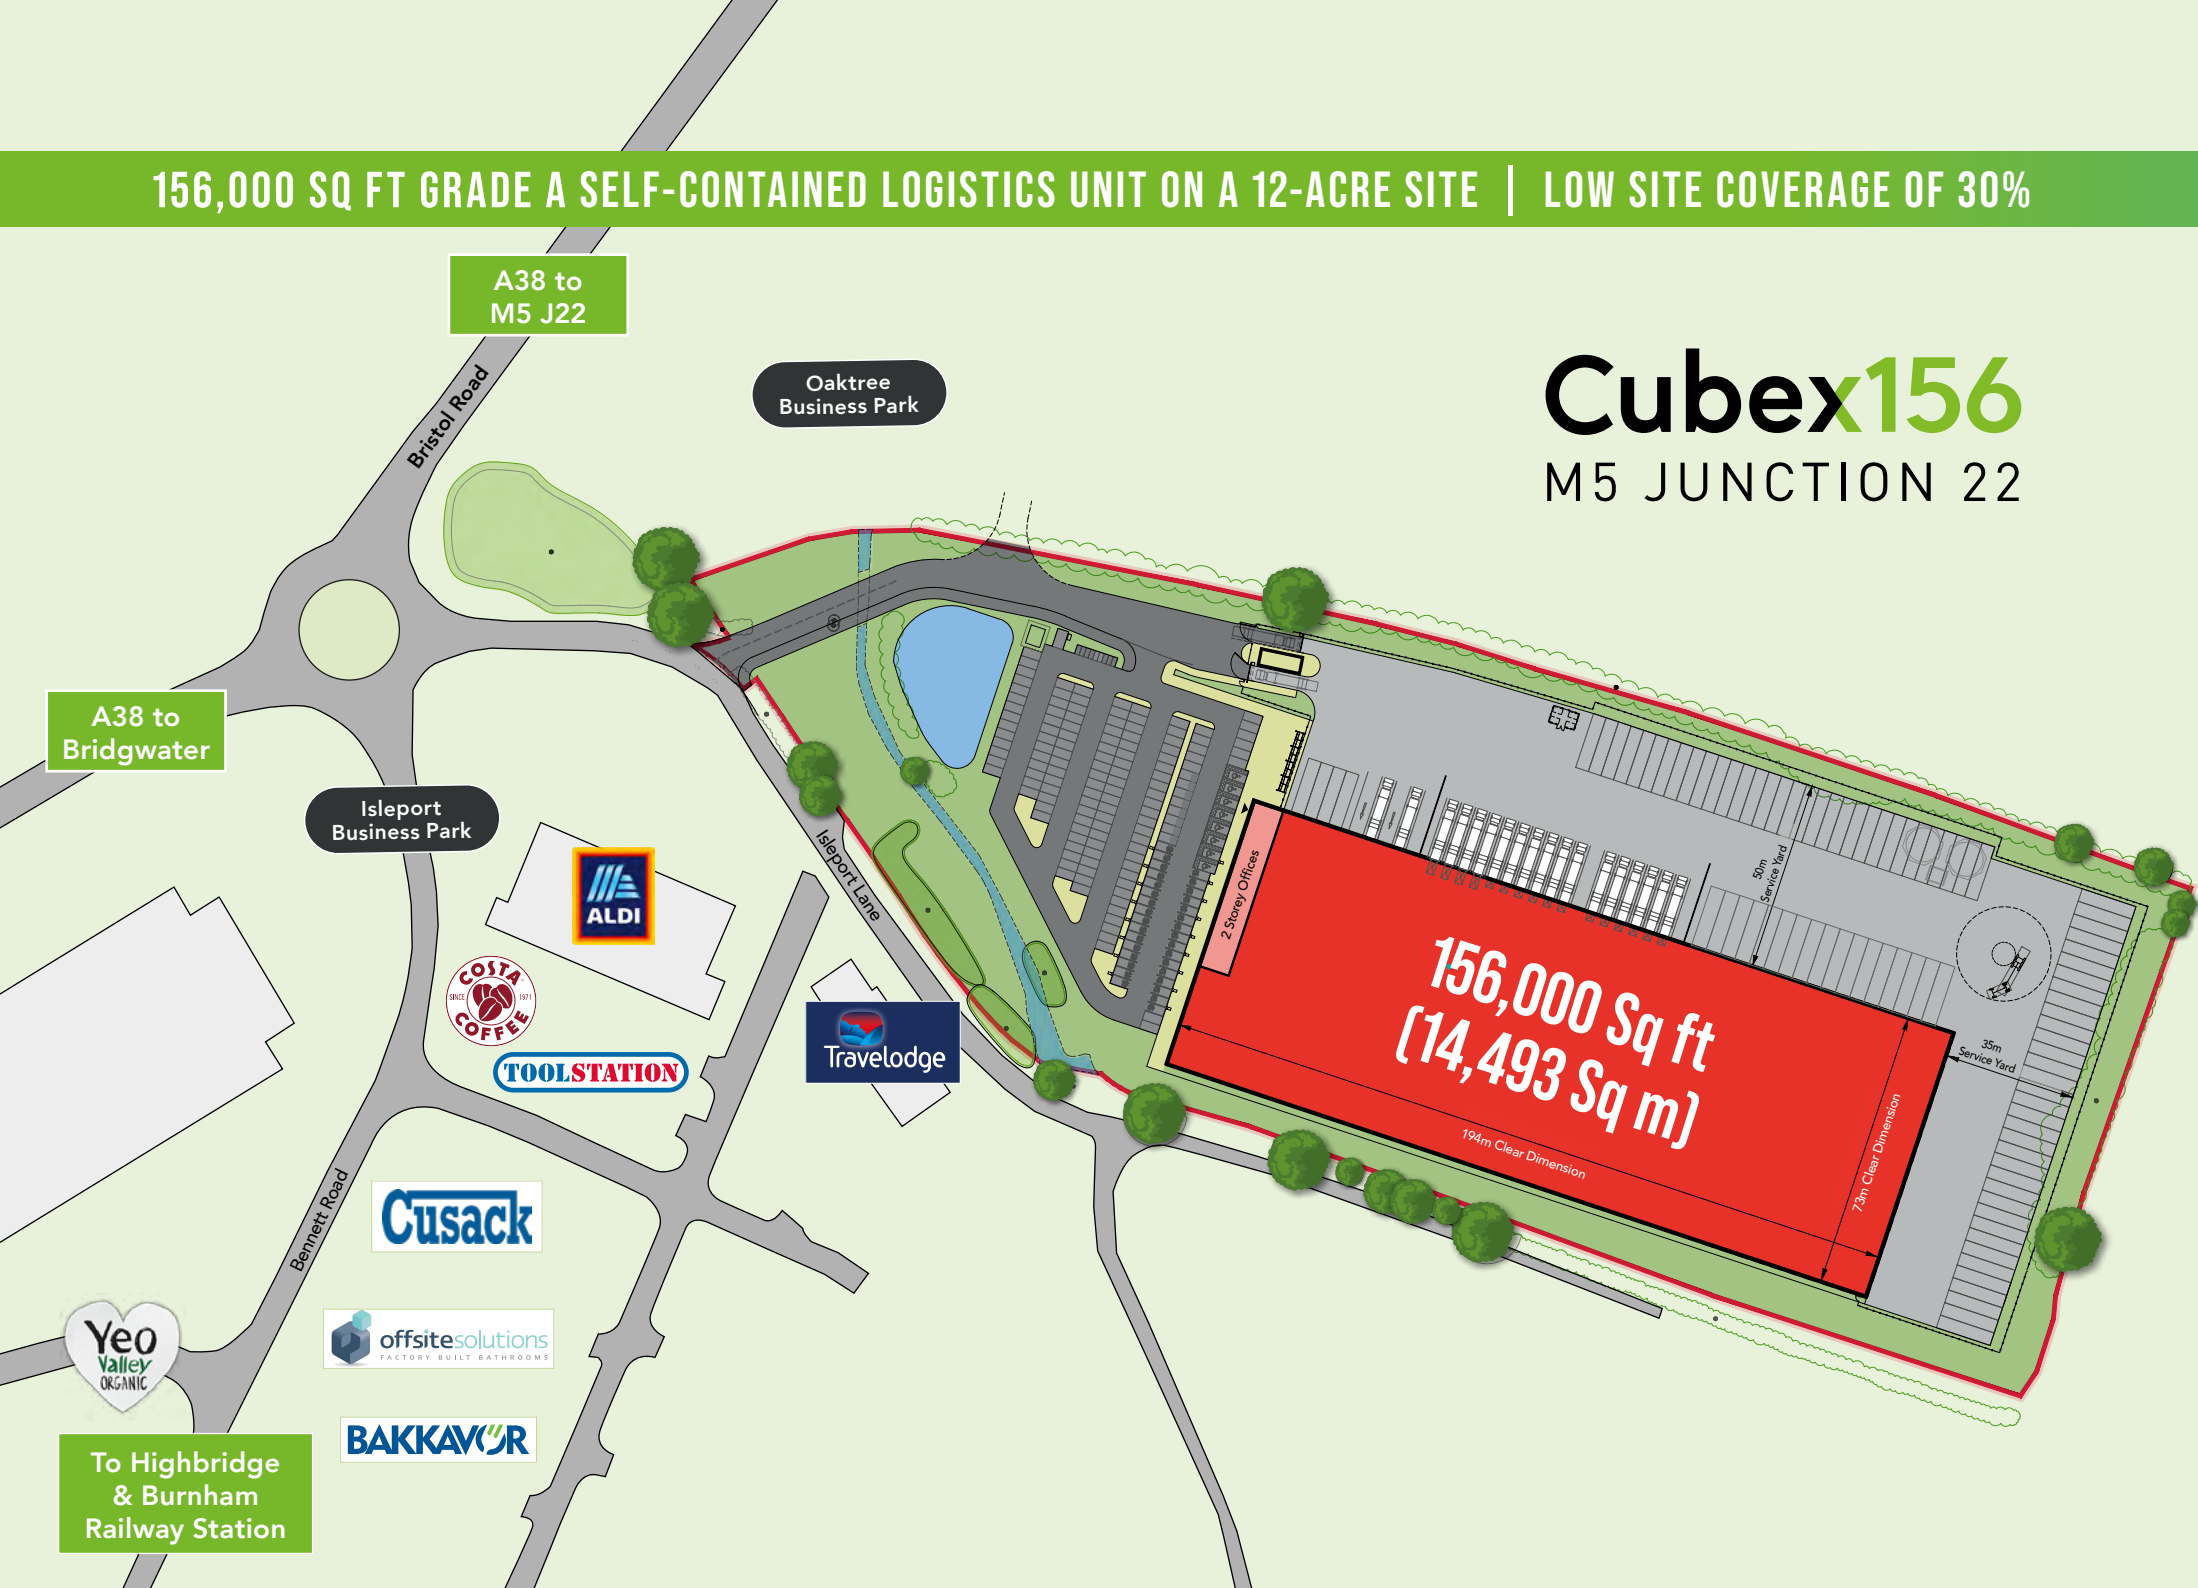 156,000 SQ FT GRADE A SELF-CONTAINED LOGISTICS UNIT ON A 12-ACRE SITE | LOW SITE COVERAGE OF 30%
A38 to
M5 J22
Bristol Road
Oaktree
Business Park
Cubex156
M5 JUNCTION 22
A38 to
Bridgwater
Isleport
Business Park
ALDI
Isleport Lane
COSTA
SINCE 1971
COFFEE
TOOLSTATION
Travelodge
2 Storey Offices
50m
Service Yard
156,000 Sq ft
(14,493 Sq m)
35m
Service Yard
194m Clear Dimension
73m Clear Dimension
Bennett Road
Cusack
Yeo
Valley
ORGANIC
offsitesolutions
FACTORY BUILT BATHROOMS
BAKKAVOR
To Highbridge
& Burnham
Railway Station